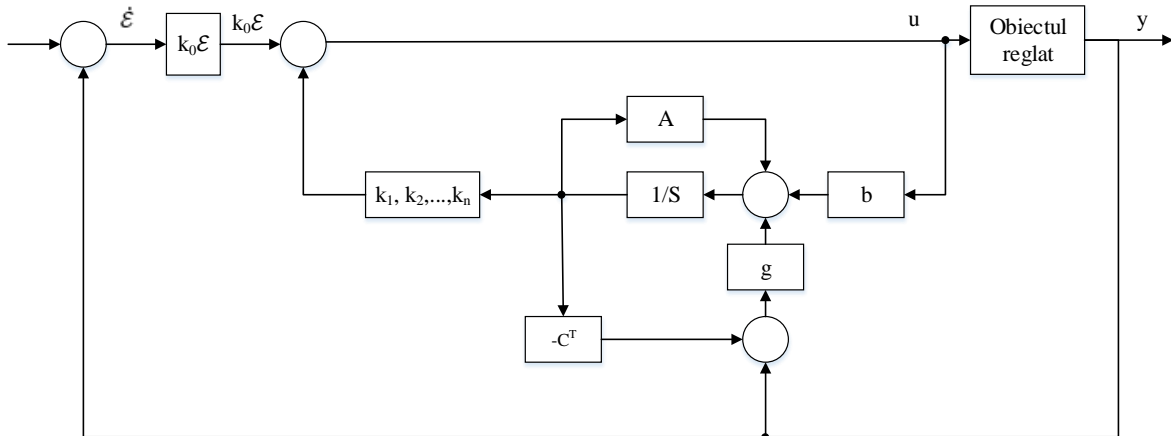 ε̇
k₀ε
k₀ε
u
Obiectul
reglat
y
A
k₁, k₂,...,kₙ
1/S
b
g
-Cᵀ